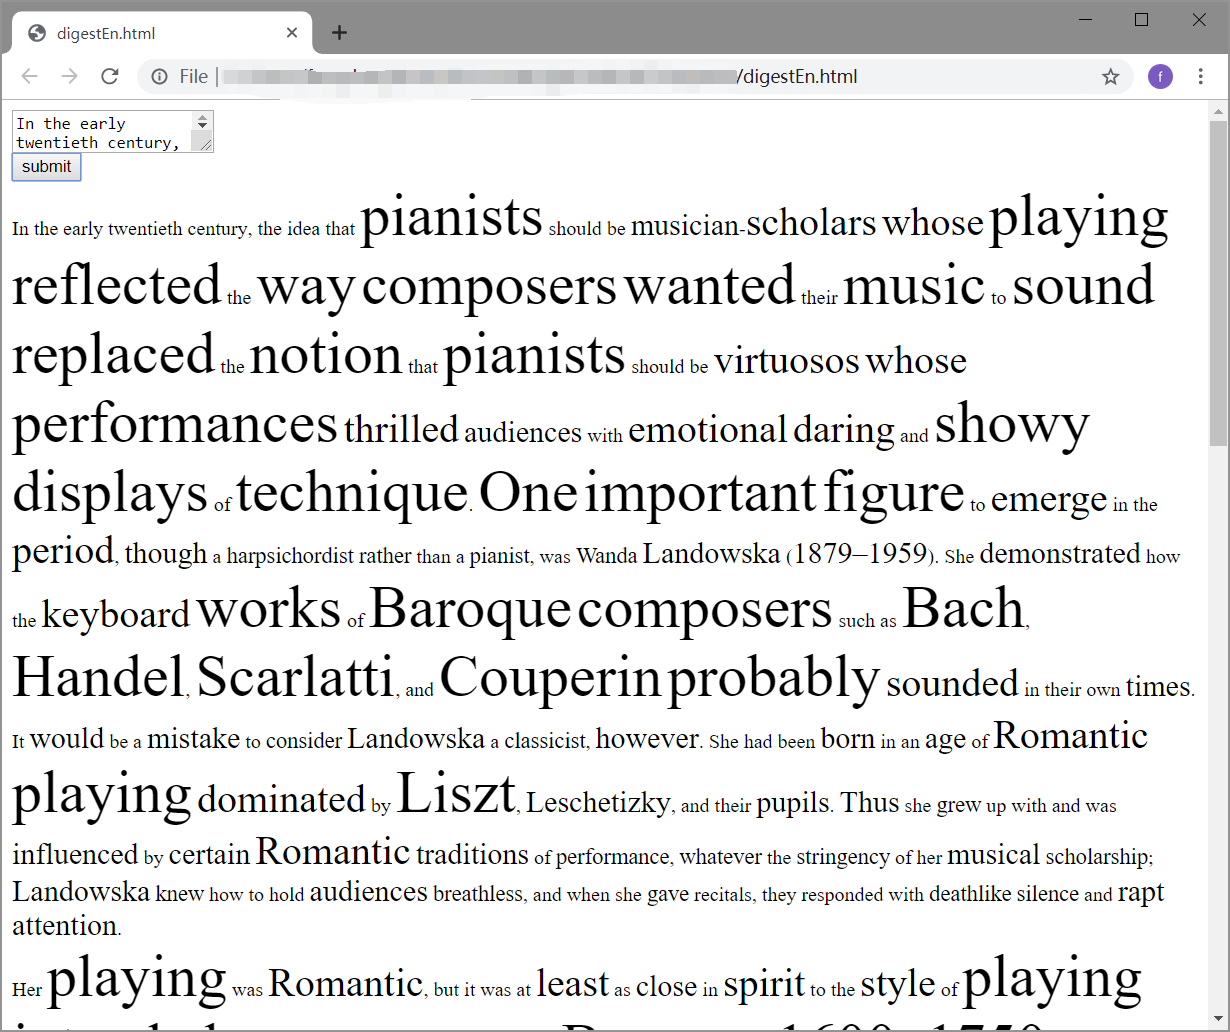 digestEn.html
File | /digestEn.html
f
In the early
twentieth century,
submit
In the early twentieth century, the idea that pianists should be musician-scholars whose playing
reflected the way composers wanted their music to sound
replaced the notion that pianists should be virtuosos whose
performances thrilled audiences with emotional daring and showy
displays of technique. One important figure to emerge in the
period, though a harpsichordist rather than a pianist, was Wanda Landowska (1879–1959). She demonstrated how
the keyboard works of Baroque composers such as Bach,
Handel, Scarlatti, and Couperin probably sounded in their own times.
It would be a mistake to consider Landowska a classicist, however. She had been born in an age of Romantic
playing dominated by Liszt, Leschetizky, and their pupils. Thus she grew up with and was
influenced by certain Romantic traditions of performance, whatever the stringency of her musical scholarship;
Landowska knew how to hold audiences breathless, and when she gave recitals, they responded with deathlike silence and rapt
attention.
Her playing was Romantic, but it was at least as close in spirit to the style of playing